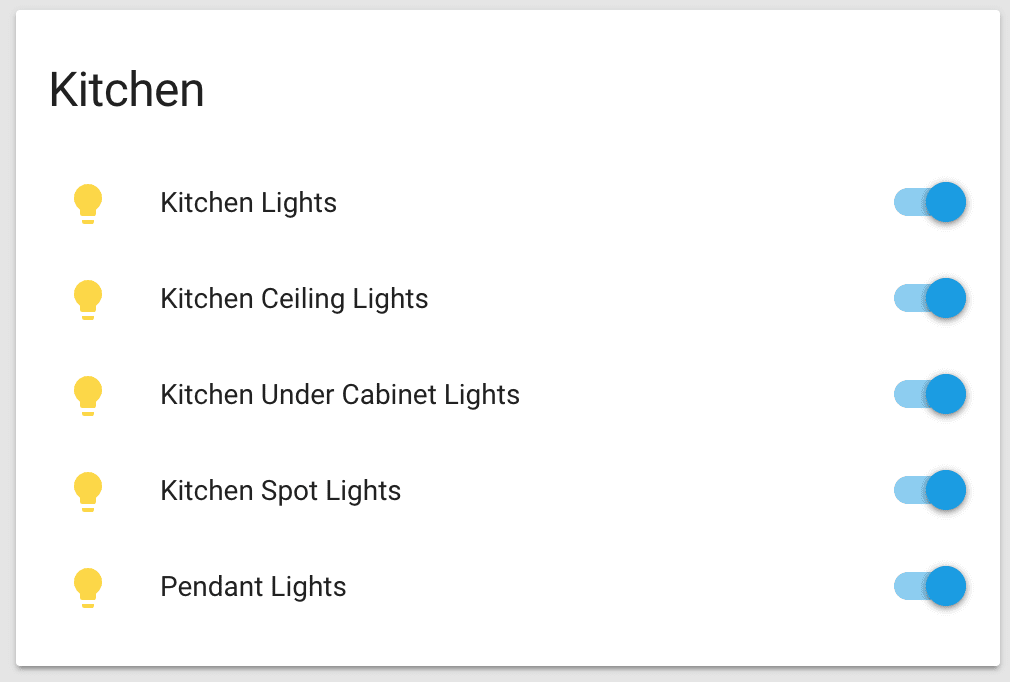 Kitchen
Kitchen Lights
Kitchen Ceiling Lights
Kitchen Under Cabinet Lights
Kitchen Spot Lights
Pendant Lights